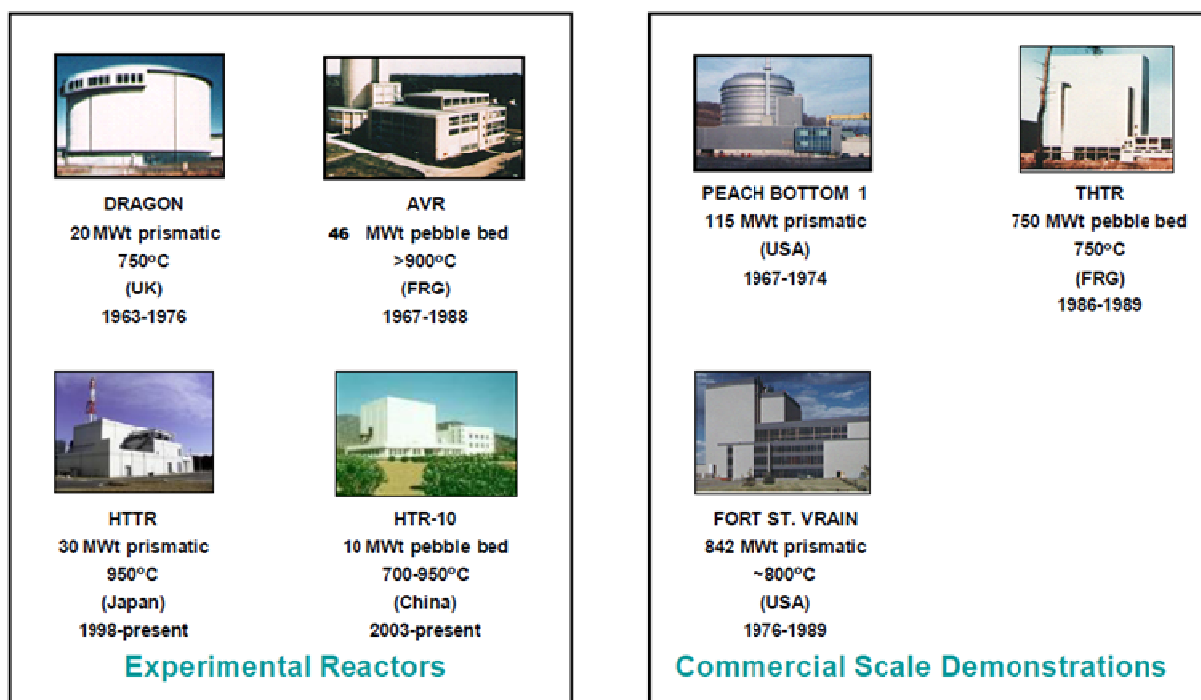 DRAGON
20 MWt prismatic
750°C
(UK)
1963-1976
AVR
46 MWt pebble bed
>900°C
(FRG)
1967-1988
HTTR
30 MWt prismatic
950°C
(Japan)
1998-present
HTR-10
10 MWt pebble bed
700-950°C
(China)
2003-present
Experimental Reactors
PEACH BOTTOM 1
115 MWt prismatic
(USA)
1967-1974
THTR
750 MWt pebble bed
750°C
(FRG)
1986-1989
FORT ST. VRAIN
842 MWt prismatic
~800°C
(USA)
1976-1989
Commercial Scale Demonstrations